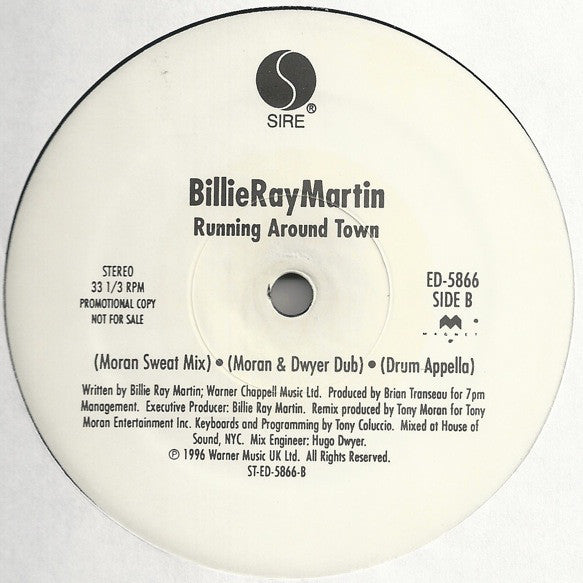 S
®
SIRE
BillieRayMartin
Running Around Town
STEREO
33 1/3 RPM
PROMOTIONAL COPY
NOT FOR SALE
ED-5866
SIDE B
MAGNET
(Moran Sweat Mix) • (Moran & Dwyer Dub) • (Drum Appella)
Written by Billie Ray Martin; Warner Chappell Music Ltd. Produced by Brian Transeau for 7pm
Management. Executive Producer: Billie Ray Martin. Remix produced by Tony Moran for Tony
Moran Entertainment Inc. Keyboards and Programming by Tony Coluccio. Mixed at House of
Sound, NYC. Mix Engineer: Hugo Dwyer.
℗ 1996 Warner Music UK Ltd. All Rights Reserved.
ST-ED-5866-B